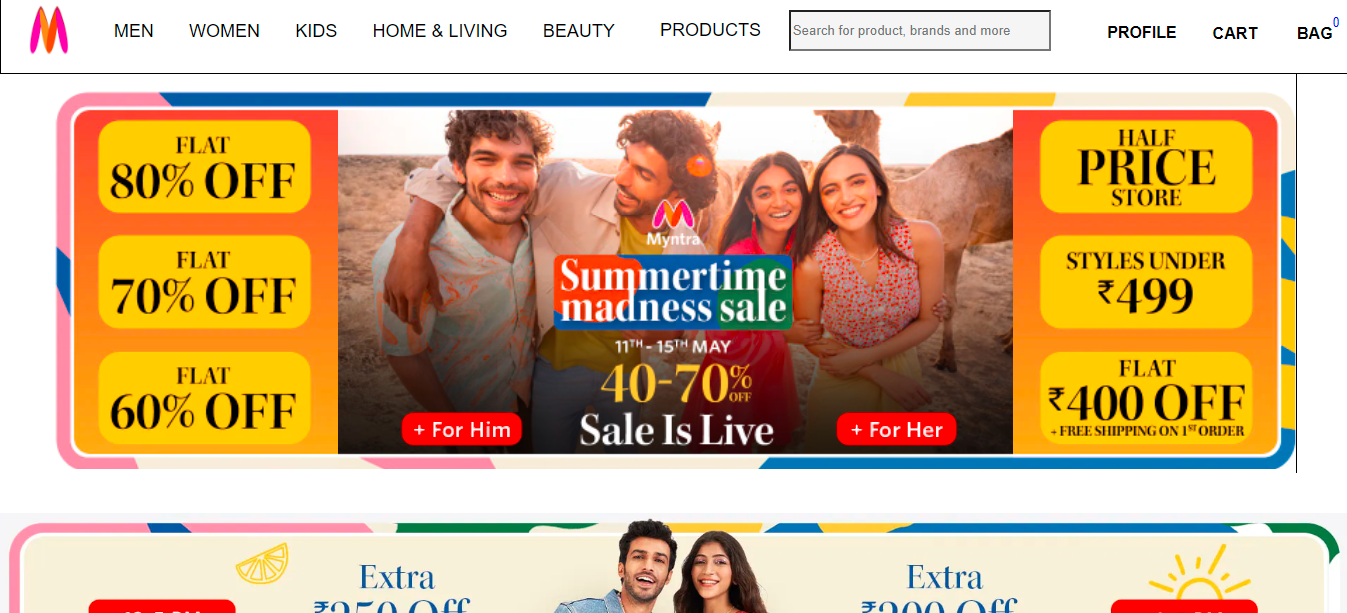 MEN WOMEN KIDS HOME & LIVING BEAUTY PRODUCTS Search for product, brands and more PROFILE CART BAG 0
FLAT
80% OFF
FLAT
70% OFF
FLAT
60% OFF
Myntra
Summertime
madness sale
11TH - 15TH MAY
40-70% OFF
Sale Is Live
+ For Him
+ For Her
HALF
PRICE
STORE
STYLES UNDER
₹499
FLAT
₹400 OFF
+ FREE SHIPPING ON 1ST ORDER
Extra
₹250 Off
Extra
₹200 Off